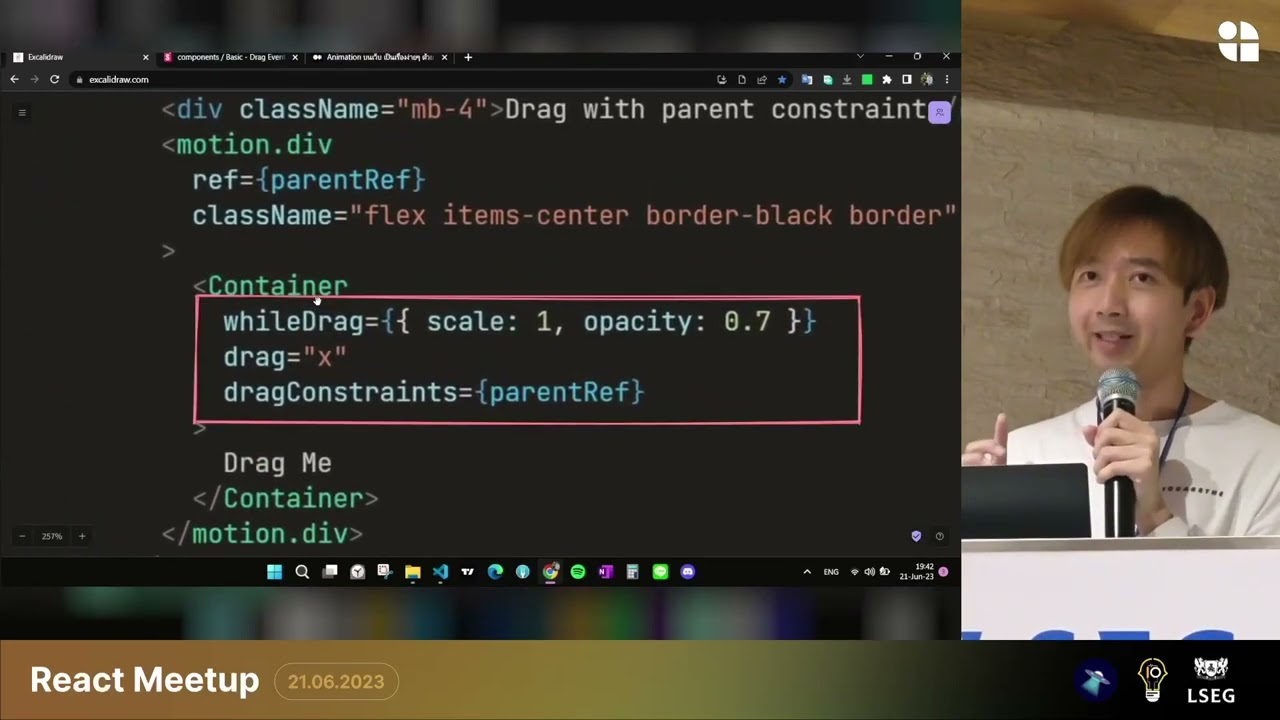 Excalidraw
components / Basic - Drag Even
Animation บนเว็บ เป็นเรื่องง่ายๆ ด้วย
excalidraw.com
<div className="mb-4">Drag with parent constraint
<motion.div
ref={parentRef}
className="flex items-center border-black border"
>
<Container
whileDrag={{ scale: 1, opacity: 0.7 }}
drag="x"
dragConstraints={parentRef}
>
Drag Me
</Container>
</motion.div>
257%
ENG
19:42
21-Jun-23
React Meetup
21.06.2023
LSEG